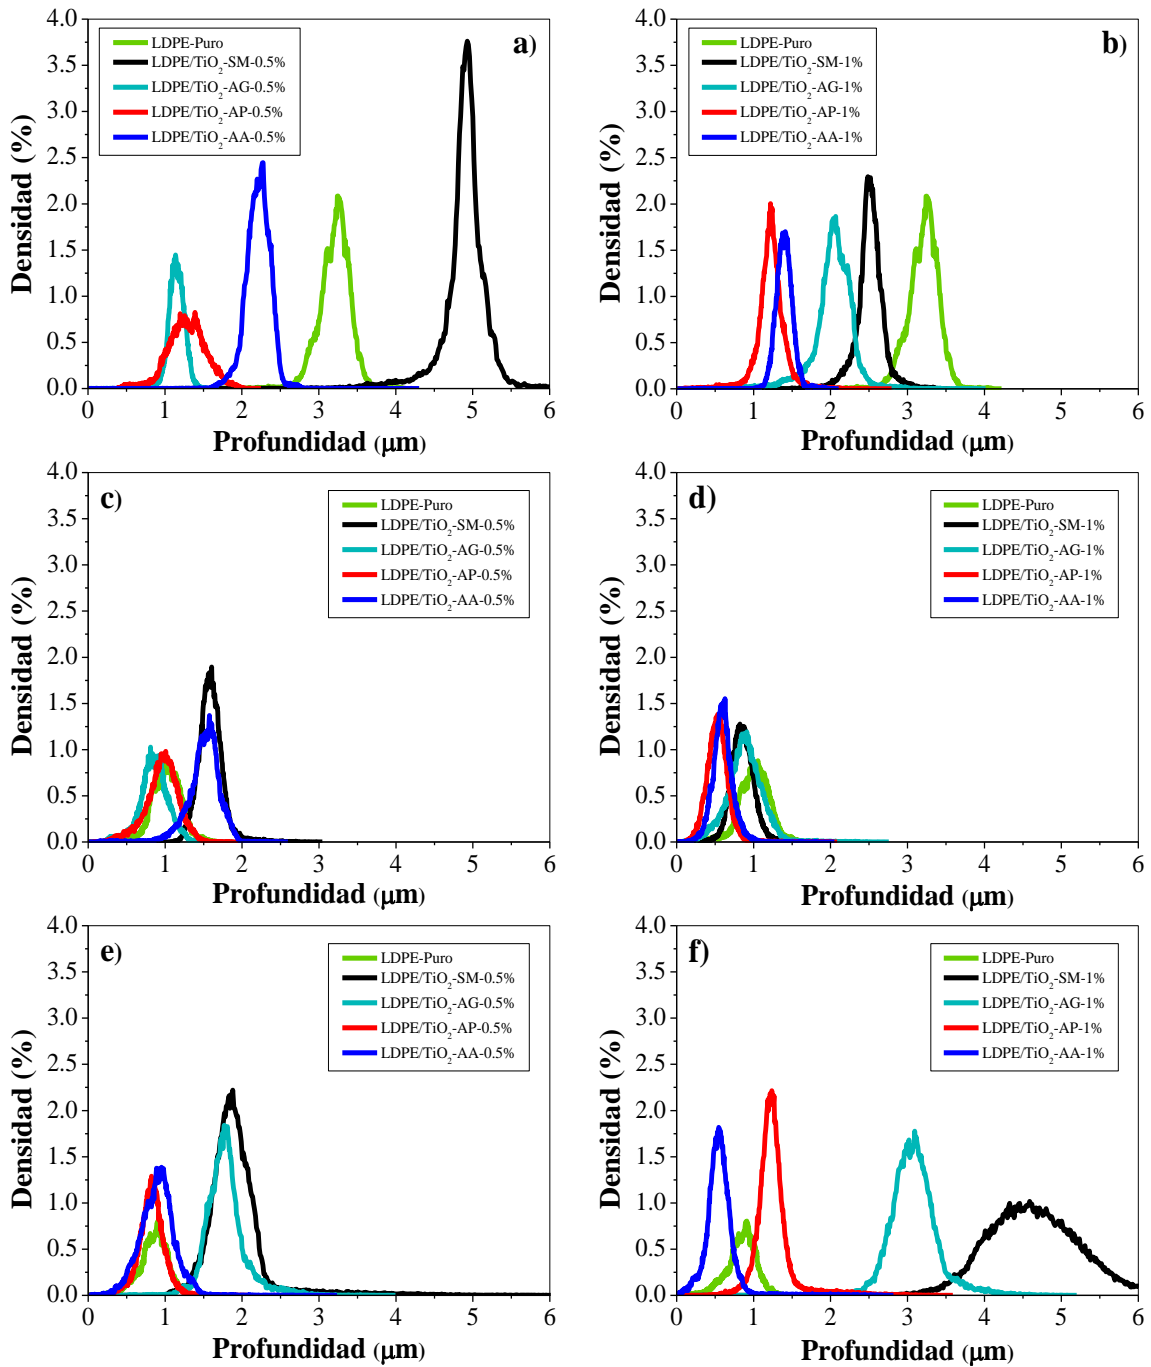 a)
LDPE-Puro
LDPE/TiO₂-SM-0.5%
LDPE/TiO₂-AG-0.5%
LDPE/TiO₂-AP-0.5%
LDPE/TiO₂-AA-0.5%
4.0
3.5
3.0
2.5
2.0
1.5
1.0
0.5
0.0
Densidad (%)
0 1 2 3 4 5 6
Profundidad (µm)
b)
LDPE-Puro
LDPE/TiO₂-SM-1%
LDPE/TiO₂-AG-1%
LDPE/TiO₂-AP-1%
LDPE/TiO₂-AA-1%
4.0
3.5
3.0
2.5
2.0
1.5
1.0
0.5
0.0
Densidad (%)
0 1 2 3 4 5 6
Profundidad (µm)
c)
LDPE-Puro
LDPE/TiO₂-SM-0.5%
LDPE/TiO₂-AG-0.5%
LDPE/TiO₂-AP-0.5%
LDPE/TiO₂-AA-0.5%
4.0
3.5
3.0
2.5
2.0
1.5
1.0
0.5
0.0
Densidad (%)
0 1 2 3 4 5 6
Profundidad (µm)
d)
LDPE-Puro
LDPE/TiO₂-SM-1%
LDPE/TiO₂-AG-1%
LDPE/TiO₂-AP-1%
LDPE/TiO₂-AA-1%
4.0
3.5
3.0
2.5
2.0
1.5
1.0
0.5
0.0
Densidad (%)
0 1 2 3 4 5 6
Profundidad (µm)
e)
LDPE-Puro
LDPE/TiO₂-SM-0.5%
LDPE/TiO₂-AG-0.5%
LDPE/TiO₂-AP-0.5%
LDPE/TiO₂-AA-0.5%
4.0
3.5
3.0
2.5
2.0
1.5
1.0
0.5
0.0
Densidad (%)
0 1 2 3 4 5 6
Profundidad (µm)
f)
LDPE-Puro
LDPE/TiO₂-SM-1%
LDPE/TiO₂-AG-1%
LDPE/TiO₂-AP-1%
LDPE/TiO₂-AA-1%
4.0
3.5
3.0
2.5
2.0
1.5
1.0
0.5
0.0
Densidad (%)
0 1 2 3 4 5 6
Profundidad (µm)